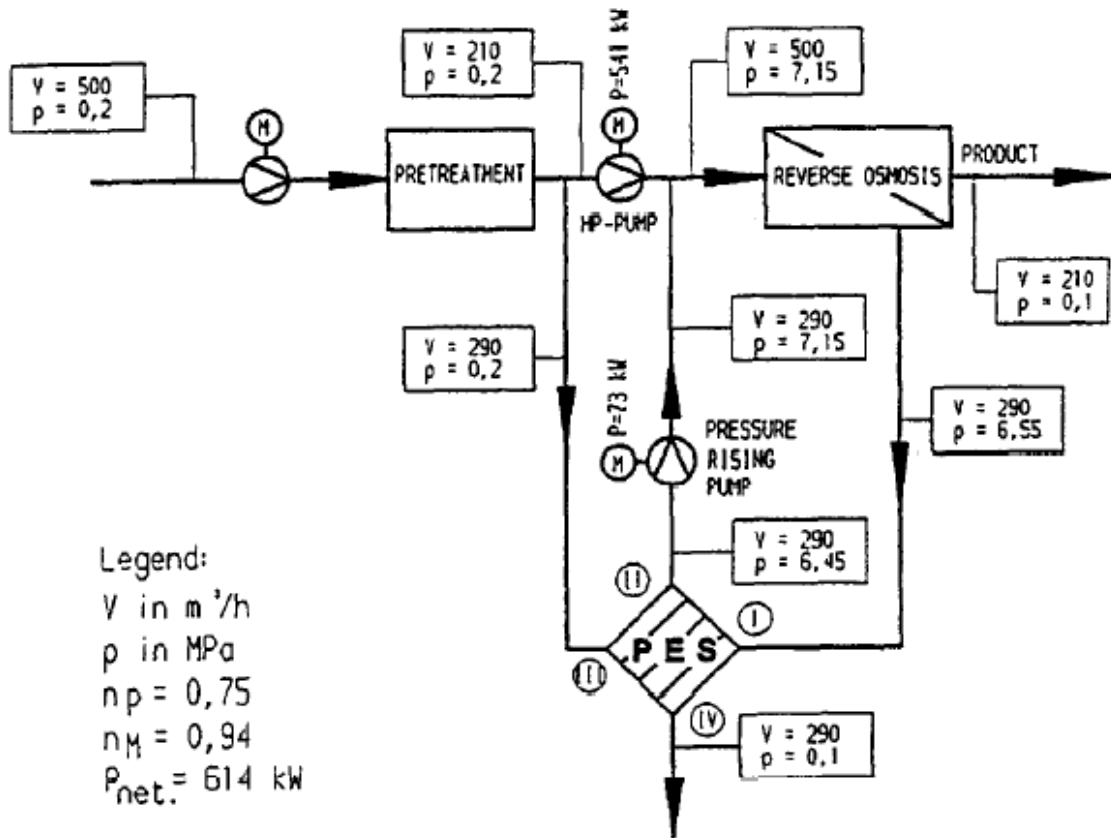 V = 500
p = 0,2
M
PRETREATMENT
V = 210
p = 0,2
P=541 kW
M
HP-PUMP
V = 500
p = 7,15
REVERSE OSMOSIS
PRODUCT
V = 210
p = 0,1
V = 290
p = 0,2
V = 290
p = 7,15
P=73 kW
M
PRESSURE
RISING
PUMP
V = 290
p = 6,55
V = 290
p = 6,45
II
I
PES
III
IV
V = 290
p = 0,1
Legend:
V in m³/h
p in MPa
np = 0,75
nM = 0,94
Pnet. = 614 kW